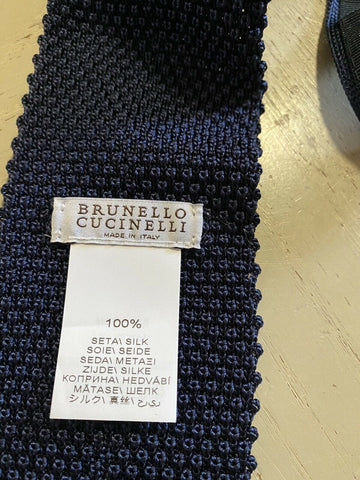 BRUNELLO
CUCINELLI
MADE IN ITALY
100%
SETA\ SILK
SOIE\ SEIDE
SEDA\ ΜΕΤΑΞΙ
ZIJDE\ SILKE
КОПРИНА\ HEDVÁBÍ
MĂTASE\ ШЕЛК
シルク\ 真丝\